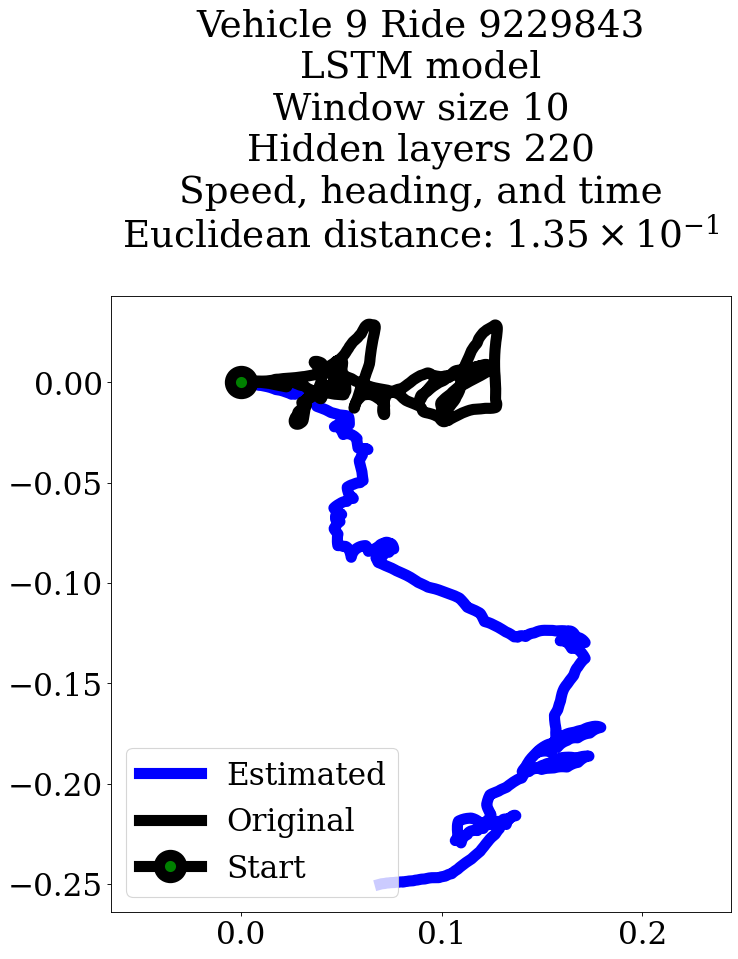 Vehicle 9 Ride 9229843
LSTM model
Window size 10
Hidden layers 220
Speed, heading, and time
Euclidean distance: 1.35 × 10⁻¹
0.00
−0.05
−0.10
−0.15
−0.20
−0.25
Estimated
Original
Start
0.0 0.1 0.2